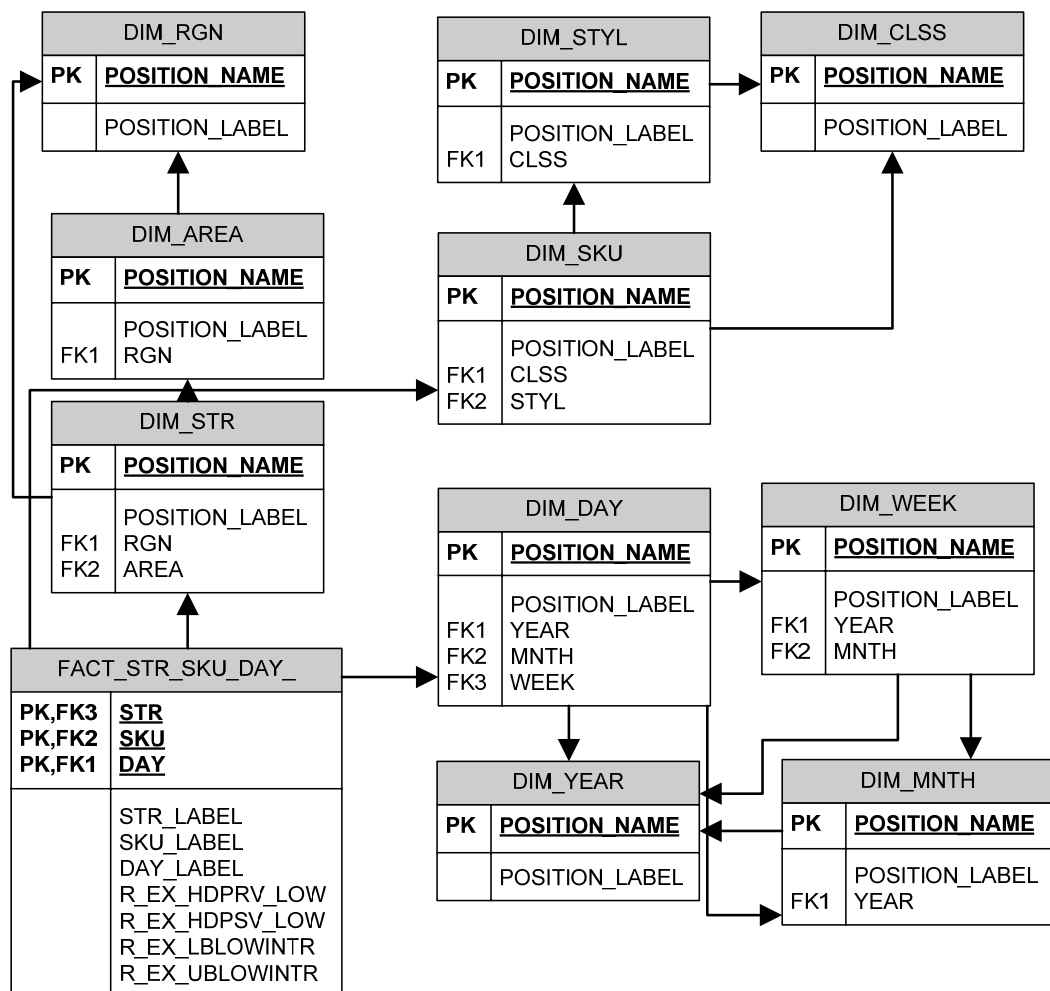 DIM_RGN
PK POSITION_NAME
POSITION_LABEL
DIM_STYL
PK POSITION_NAME
POSITION_LABEL
FK1 CLSS
DIM_CLSS
PK POSITION_NAME
POSITION_LABEL
DIM_AREA
PK POSITION_NAME
POSITION_LABEL
FK1 RGN
DIM_SKU
PK POSITION_NAME
POSITION_LABEL
FK1 CLSS
FK2 STYL
DIM_STR
PK POSITION_NAME
POSITION_LABEL
FK1 RGN
FK2 AREA
DIM_DAY
PK POSITION_NAME
POSITION_LABEL
FK1 YEAR
FK2 MNTH
FK3 WEEK
DIM_WEEK
PK POSITION_NAME
POSITION_LABEL
FK1 YEAR
FK2 MNTH
FACT_STR_SKU_DAY_
PK,FK3 STR
PK,FK2 SKU
PK,FK1 DAY
STR_LABEL
SKU_LABEL
DAY_LABEL
R_EX_HDPRV_LOW
R_EX_HDPSV_LOW
R_EX_LBLOWINTR
R_EX_UBLOWINTR
DIM_YEAR
PK POSITION_NAME
POSITION_LABEL
DIM_MNTH
PK POSITION_NAME
POSITION_LABEL
FK1 YEAR